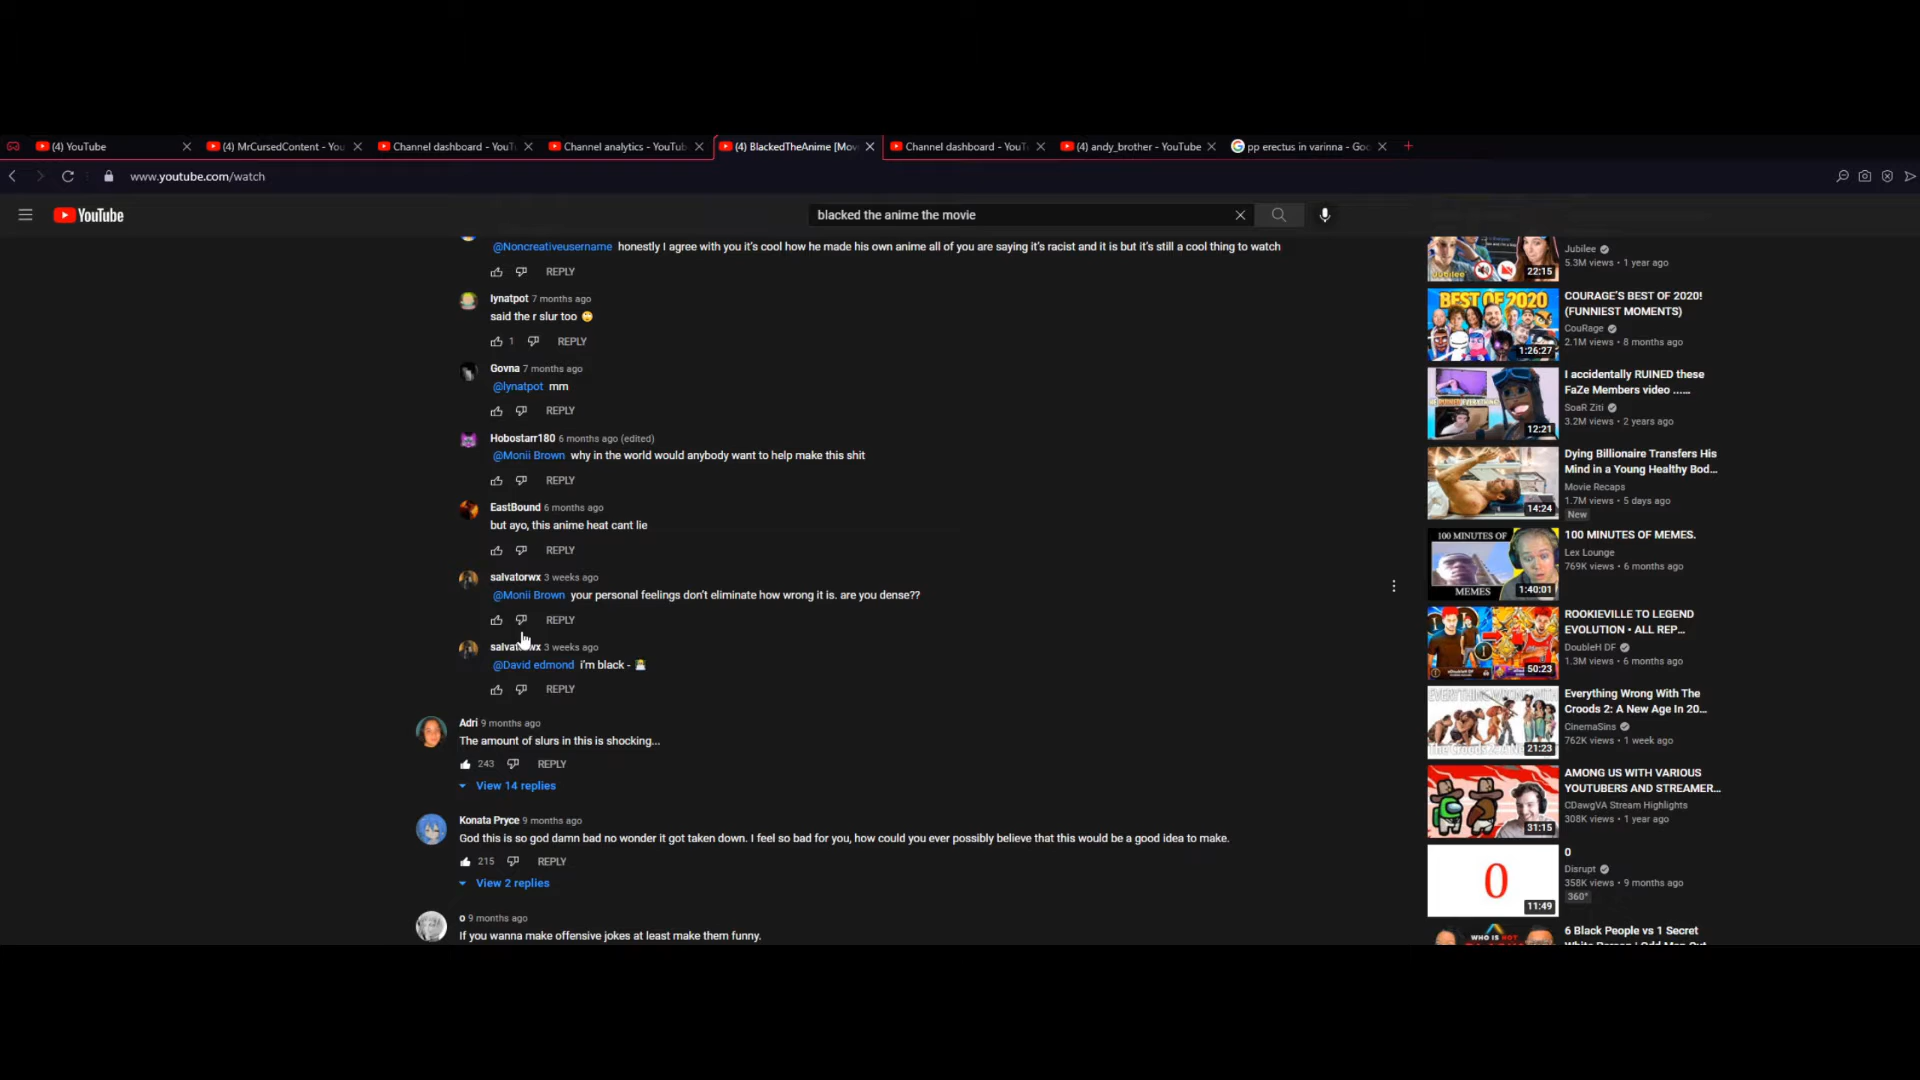 (4) YouTube
(4) MrCursedContent - You
Channel dashboard - YouT
Channel analytics - YouTub
(4) BlackedTheAnime [Mov
Channel dashboard - YouT
(4) andy_brother - YouTube
pp erectus in varinna - Goo
www.youtube.com/watch
YouTube
blacked the anime the movie
@Noncreativeusername honestly I agree with you it's cool how he made his own anime all of you are saying it's racist and it is but it's still a cool thing to watch
REPLY
lynatpot 7 months ago
said the r slur too 🙄
1 REPLY
Govna 7 months ago
@lynatpot mm
REPLY
Hobostarr180 6 months ago (edited)
@Monii Brown why in the world would anybody want to help make this shit
REPLY
EastBound 6 months ago
but ayo, this anime heat cant lie
REPLY
salvatorwx 3 weeks ago
@Monii Brown your personal feelings don't eliminate how wrong it is. are you dense??
REPLY
3 weeks ago
@David edmond i'm black -
REPLY
Adri 9 months ago
The amount of slurs in this is shocking...
243 REPLY
View 14 replies
Konata Pryce 9 months ago
God this is so god damn bad no wonder it got taken down. I feel so bad for you, how could you ever possibly believe that this would be a good idea to make.
215 REPLY
View 2 replies
o 9 months ago
If you wanna make offensive jokes at least make them funny.
22:15
Jubilee
5.3M views • 1 year ago
BEST OF 2020
1:26:27
COURAGE'S BEST OF 2020!
(FUNNIEST MOMENTS)
CouRage
2.1M views • 8 months ago
12:21
I accidentally RUINED these
FaZe Members video ......
SoaR Ziti
3.2M views • 2 years ago
14:24
Dying Billionaire Transfers His
Mind in a Young Healthy Bod...
Movie Recaps
1.7M views • 5 days ago
New
100 MINUTES OF
MEMES
1:40:01
100 MINUTES OF MEMES.
Lex Lounge
769K views • 6 months ago
50:23
ROOKIEVILLE TO LEGEND
EVOLUTION • ALL REP...
DoubleH DF
1.3M views • 6 months ago
21:23
Everything Wrong With The
Croods 2: A New Age In 20...
CinemaSins
762K views • 1 week ago
31:15
AMONG US WITH VARIOUS
YOUTUBERS AND STREAMER...
CDawgVA Stream Highlights
308K views • 1 year ago
0
11:49
0
Disrupt
358K views • 9 months ago
360°
WHO IS NOT
6 Black People vs 1 Secret